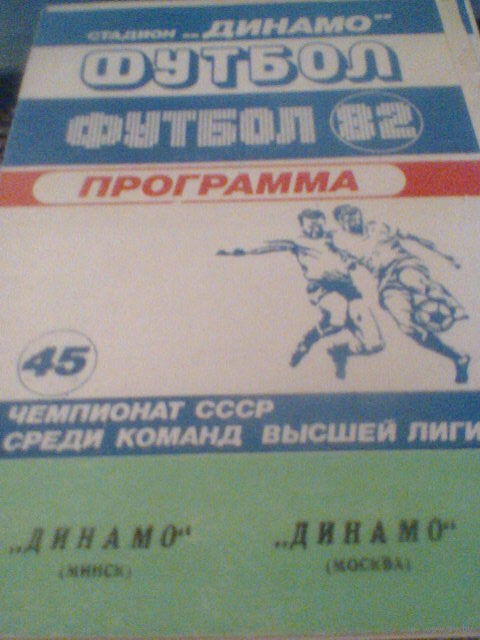 СТАДИОН „ДИНАМО"
ФУТБОЛ
ФУТБОЛ 82
ПРОГРАММА
45
ЧЕМПИОНАТ СССР
СРЕДИ КОМАНД ВЫСШЕЙ ЛИГИ
„ДИНАМО" „ДИНАМО"
(МИНСК) (МОСКВА)